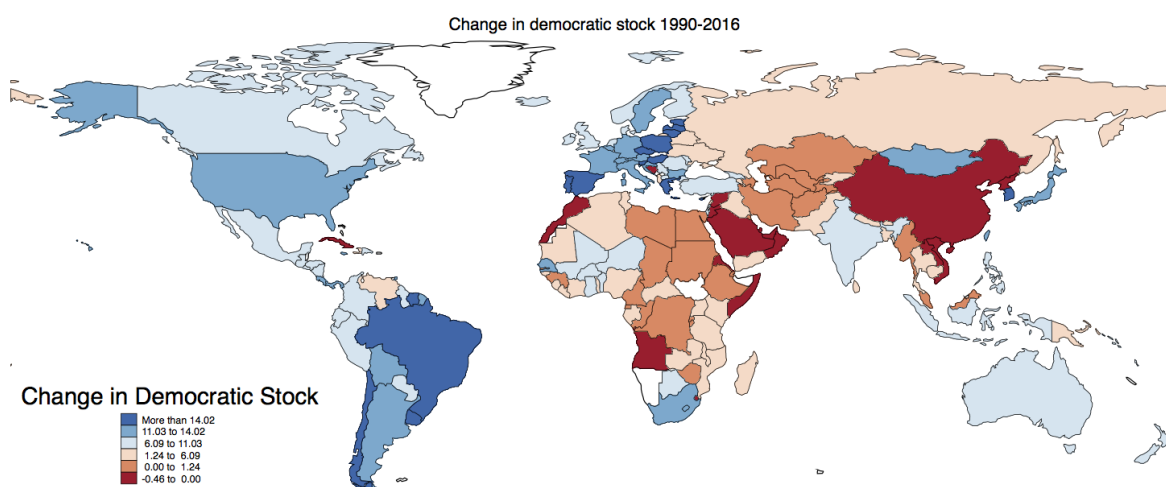 Change in democratic stock 1990-2016
Change in Democratic Stock
More than 14.02
11.03 to 14.02
6.09 to 11.03
1.24 to 6.09
0.00 to 1.24
-0.46 to 0.00